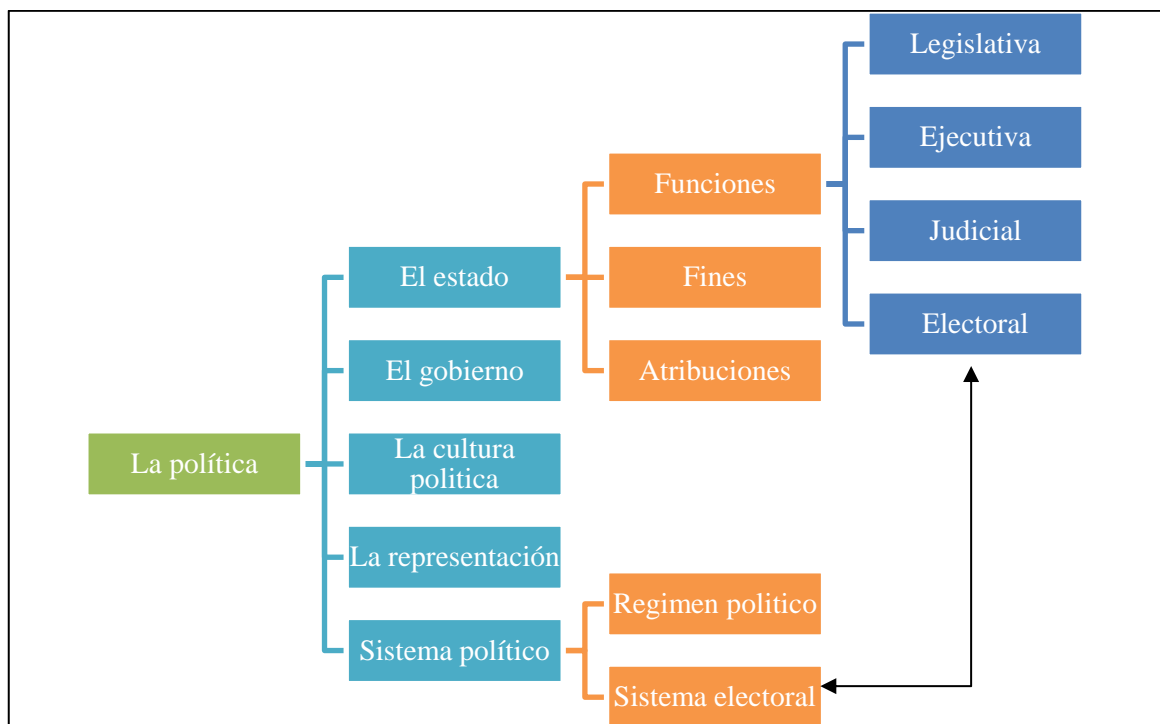 Legislativa
Ejecutiva
Funciones
Judicial
El estado
Fines
Electoral
El gobierno
Atribuciones
La política
La cultura
politica
La representación
Regimen politico
Sistema político
Sistema electoral